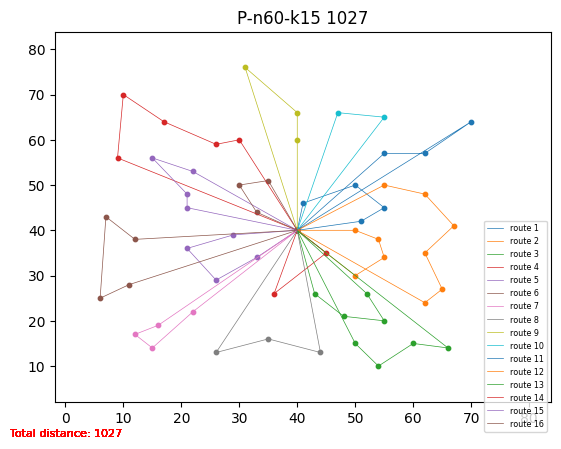 P-n60-k15 1027
80
70
60
50
40
30
20
10
0 10 20 30 40 50 60 70
route 1
route 2
route 3
route 4
route 5
route 6
route 7
route 8
route 9
route 10
route 11
route 12
route 13
route 14
route 15
route 16
Total distance: 1027